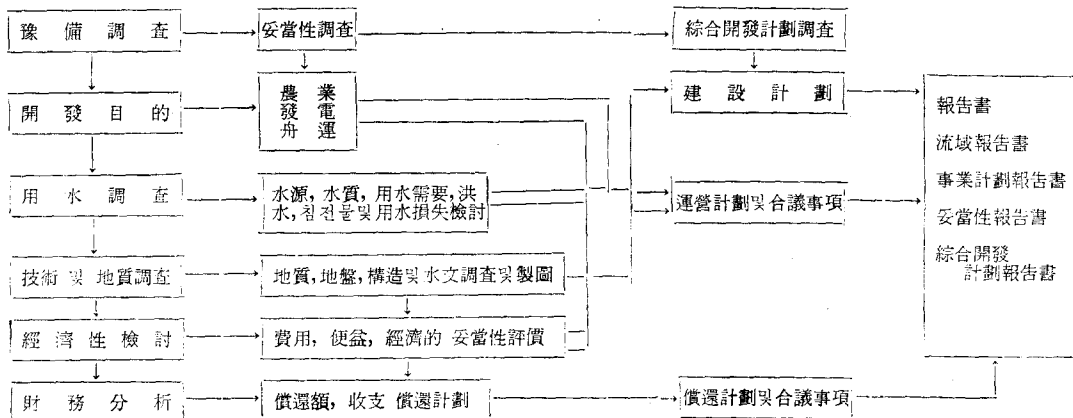 豫備調査
妥當性調査
綜合開發計劃調査
開發目的
農業
發電
舟運
建設計劃
用水調査
水源, 水質, 用水需要, 洪
水, 침전물및 用水損失檢討
運營計劃및合議事項
技術 및 地質調査
地質, 地盤, 構造및水文調査및製圖
經濟性檢討
費用, 便益, 經濟的 妥當性評價
財務分析
償還額, 收支 償還計劃
償還計劃및合議事項
報告書
流域報告書
事業計劃報告書
妥當性報告書
綜合開發
計劃報告書